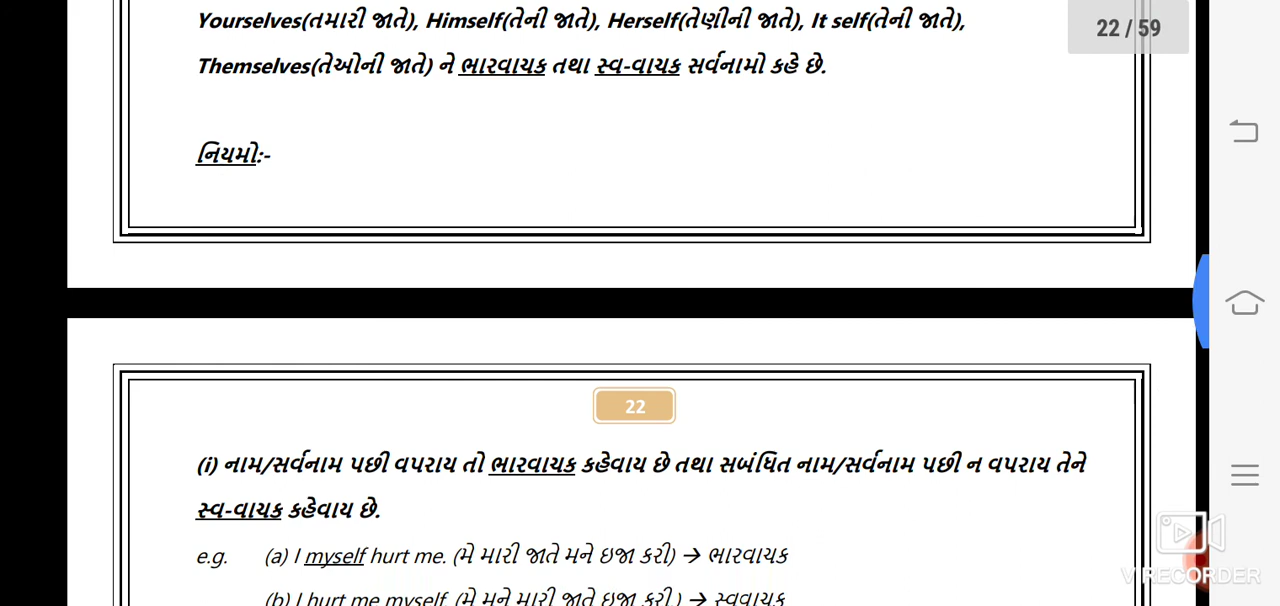 Yourselves(તમારી જાતે), Himself(તેની જાતે), Herself(તેણીની જાતે), It self(તેની જાતે),
22 / 59
Themselves(તેઓની જાતે) ને ભારવાચક તથા સ્વ-વાચક સર્વનામો કહે છે.
નિયમો:-
22
(i) નામ/સર્વનામ પછી વપરાય તો ભારવાચક કહેવાય છે તથા સબંધિત નામ/સર્વનામ પછી ન વપરાય તેને
સ્વ-વાચક કહેવાય છે.
e.g. (a) I myself hurt me. (મે મારી જાતે મને ઇજા કરી) → ભારવાચક
(b) I hurt me myself. (મે મને મારી જાતે ઇજા કરી.) → સ્વવાચક
V RECORDER